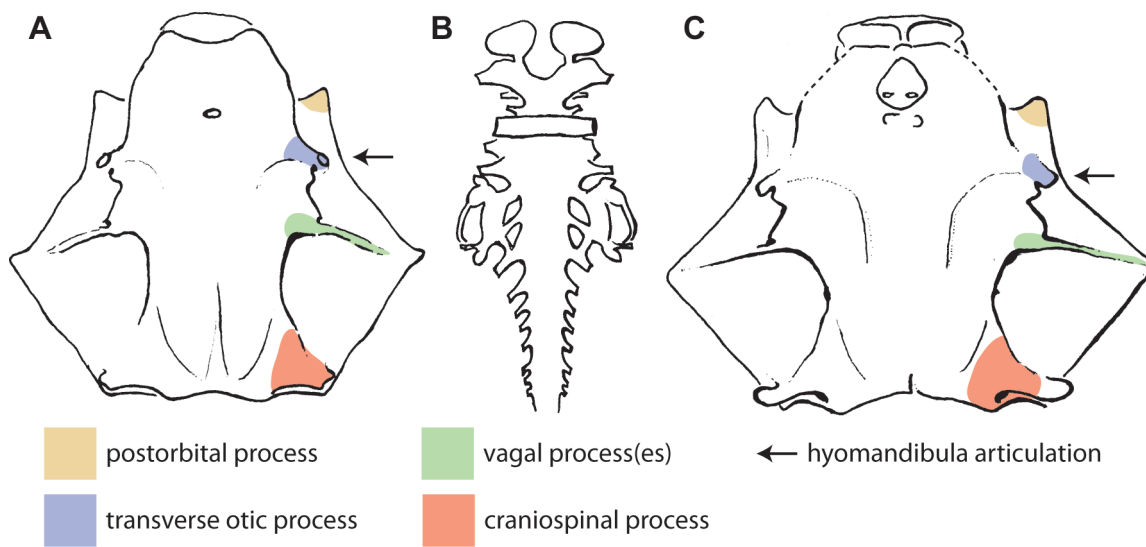 A B C
postorbital process
vagal process(es)
hyomandibula articulation
transverse otic process
craniospinal process